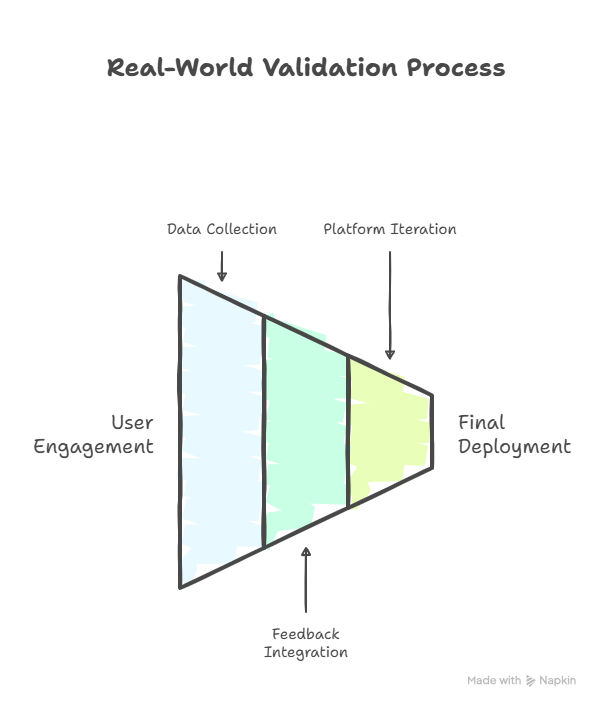 Real-World Validation Process
Data Collection
Platform Iteration
User
Engagement
Final
Deployment
Feedback
Integration
Made with Napkin